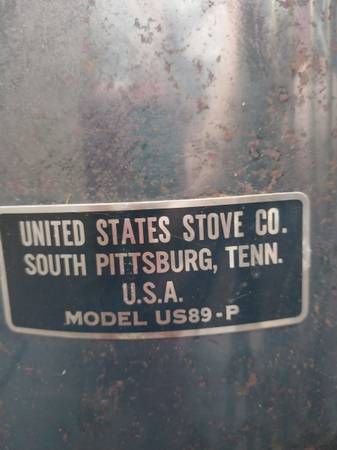 UNITED STATES STOVE CO.
SOUTH PITTSBURG, TENN.
U.S.A.
MODEL US89-P